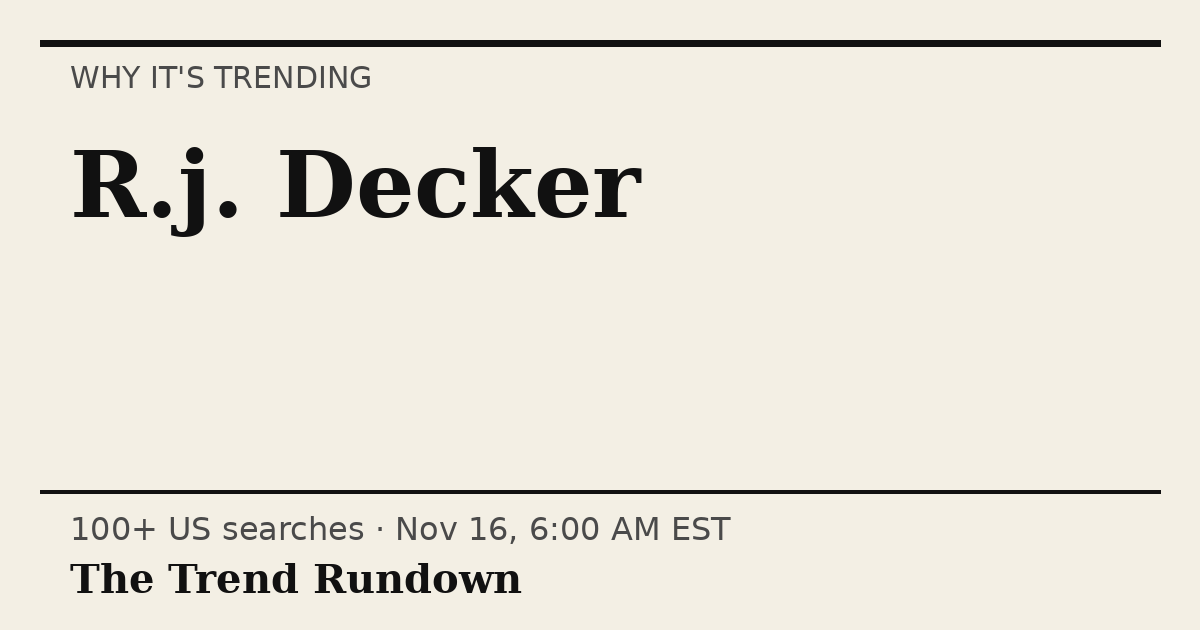 WHY IT'S TRENDING
R.j. Decker
100+ US searches · Nov 16, 6:00 AM EST
The Trend Rundown